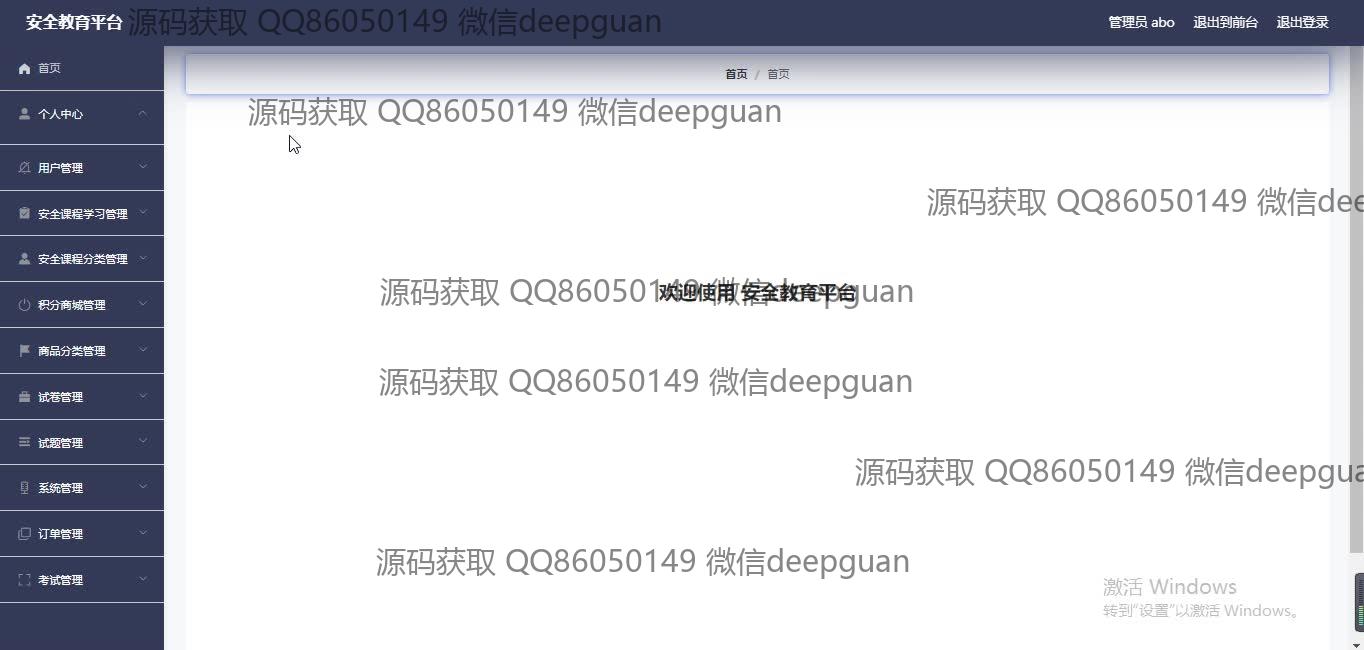 安全教育平台
源码获取 QQ86050149 微信deepguan
管理员 abo
退出到前台
退出登录
首页
个人中心
用户管理
安全课程学习管理
安全课程分类管理
积分商城管理
商品分类管理
试卷管理
试题管理
系统管理
订单管理
考试管理
首页 / 首页
源码获取 QQ86050149 微信deepguan
源码获取 QQ86050149 微信dee
源码获取 QQ86050149 微信deepguan
欢迎使用 安全教育平台
源码获取 QQ86050149 微信deepguan
源码获取 QQ86050149 微信deepgua
源码获取 QQ86050149 微信deepguan
激活 Windows
转到“设置”以激活 Windows。